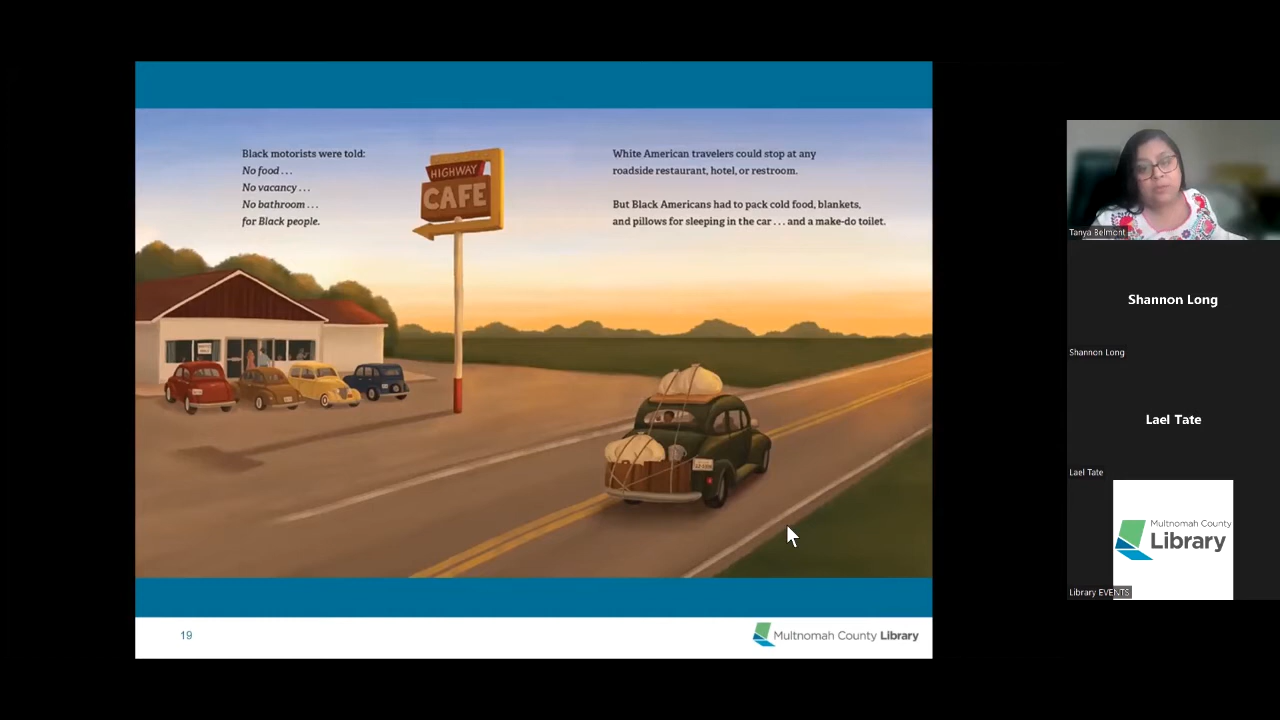 Black motorists were told:
No food . . .
No vacancy . . .
No bathroom . . .
for Black people.
HIGHWAY
CAFE
White American travelers could stop at any
roadside restaurant, hotel, or restroom.
But Black Americans had to pack cold food, blankets,
and pillows for sleeping in the car . . . and a make-do toilet.
19
Multnomah County Library
Tanya Belmont
Shannon Long
Shannon Long
Lael Tate
Lael Tate
Multnomah County
Library
Library EVENTS